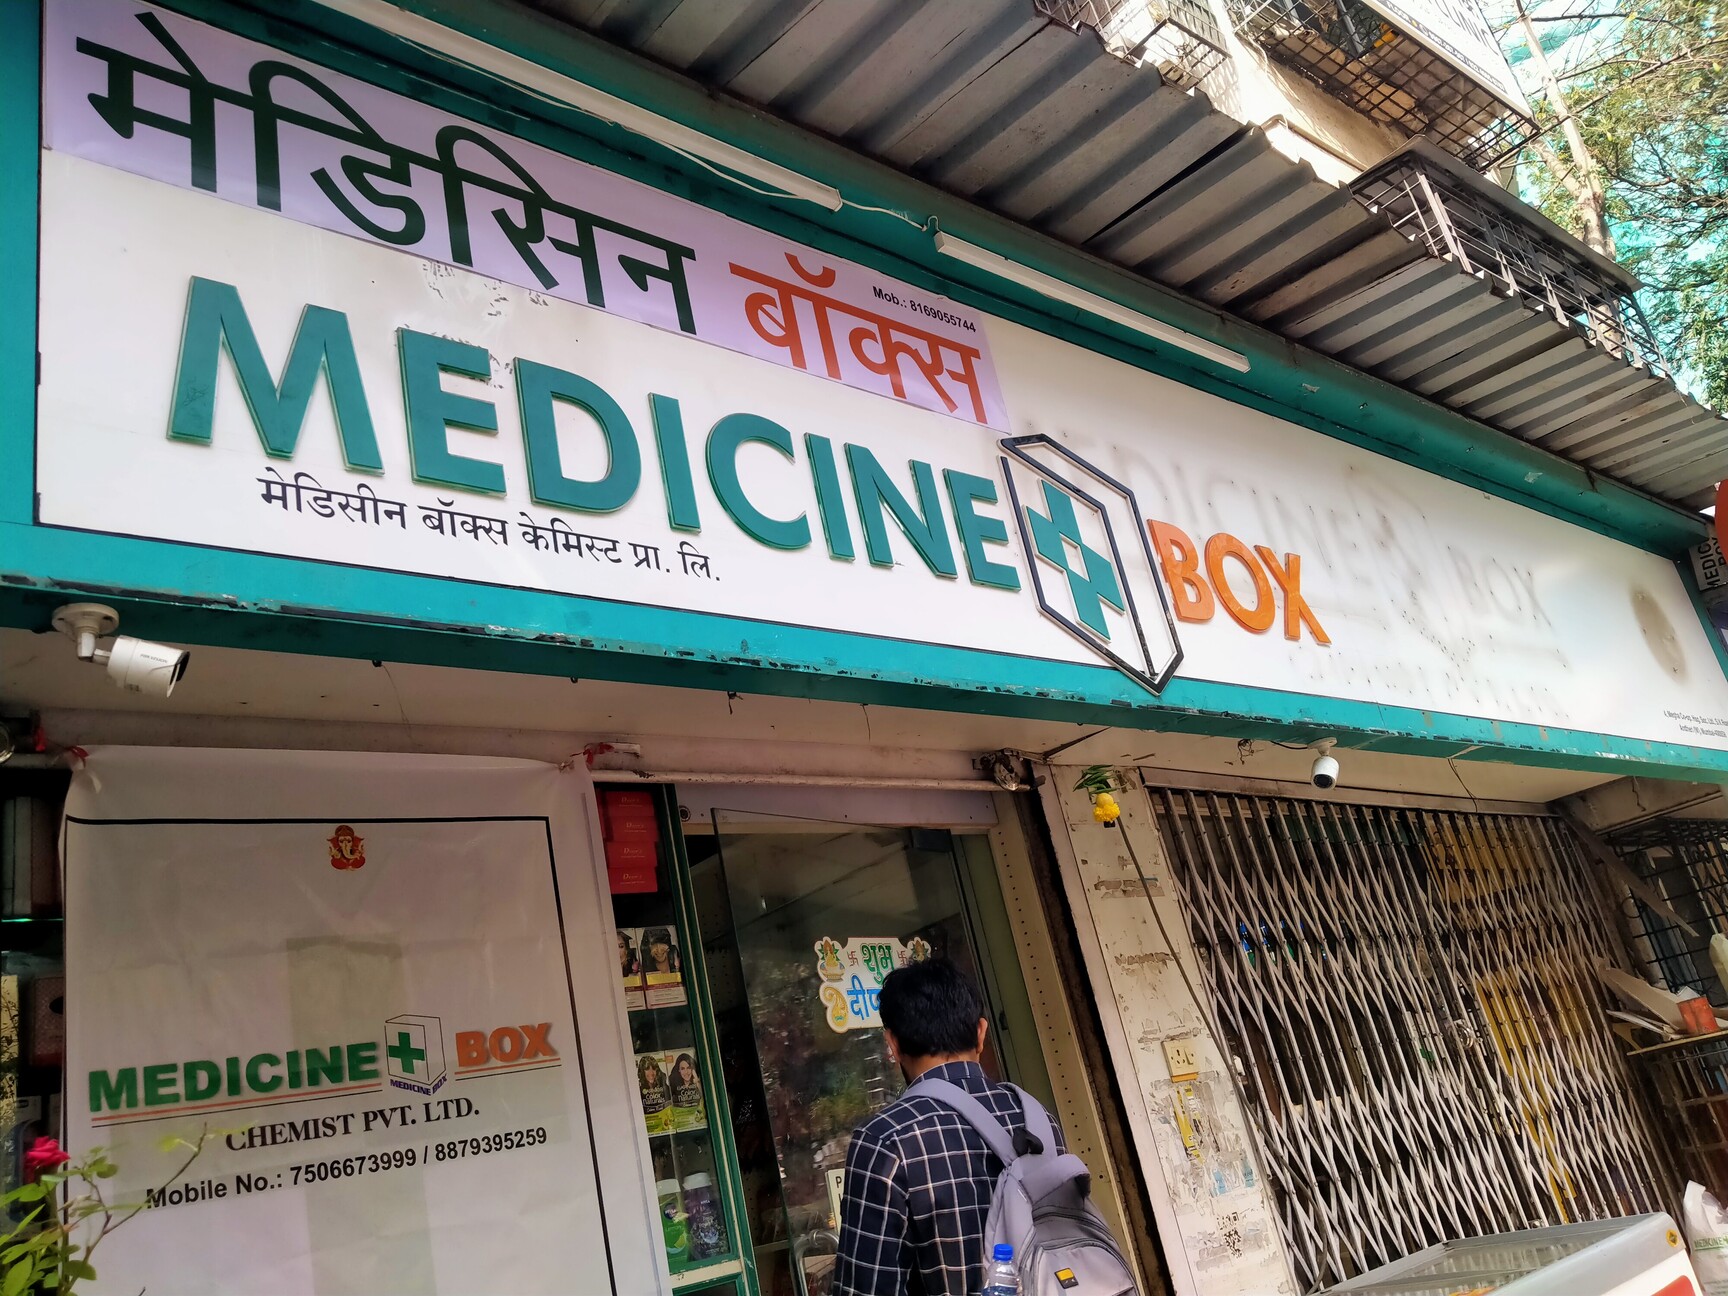 मेडिसिन बॉक्स
Mob.: 8169055744
MEDICINE BOX
मेडिसीन बॉक्स केमिस्ट प्रा. लि.
MEDICINE BOX
MEDICINE BOX
CHEMIST PVT. LTD.
Mobile No.: 7506673999 / 8879395259
शुभ